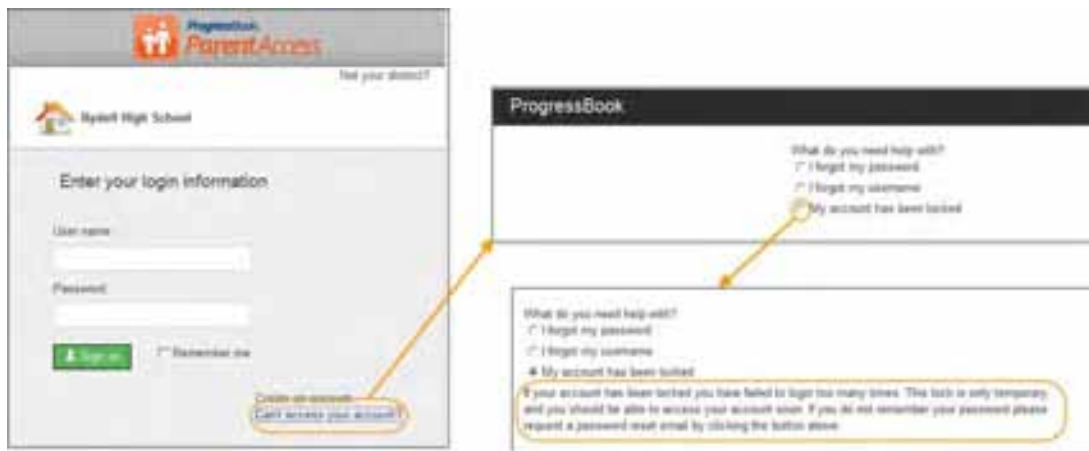 ProgressBook
ParentAccess
Not your district?
Rydell High School
Enter your login information
User name
Password
Sign in
Remember me
Create an account
Can't access your account?
ProgressBook
What do you need help with?
I forgot my password
I forgot my username
My account has been locked
What do you need help with?
I forgot my password
I forgot my username
My account has been locked
If your account has been locked you have failed to login too many times. This lock is only temporary
and you should be able to access your account soon. If you do not remember your password please
request a password reset email by clicking the button above.